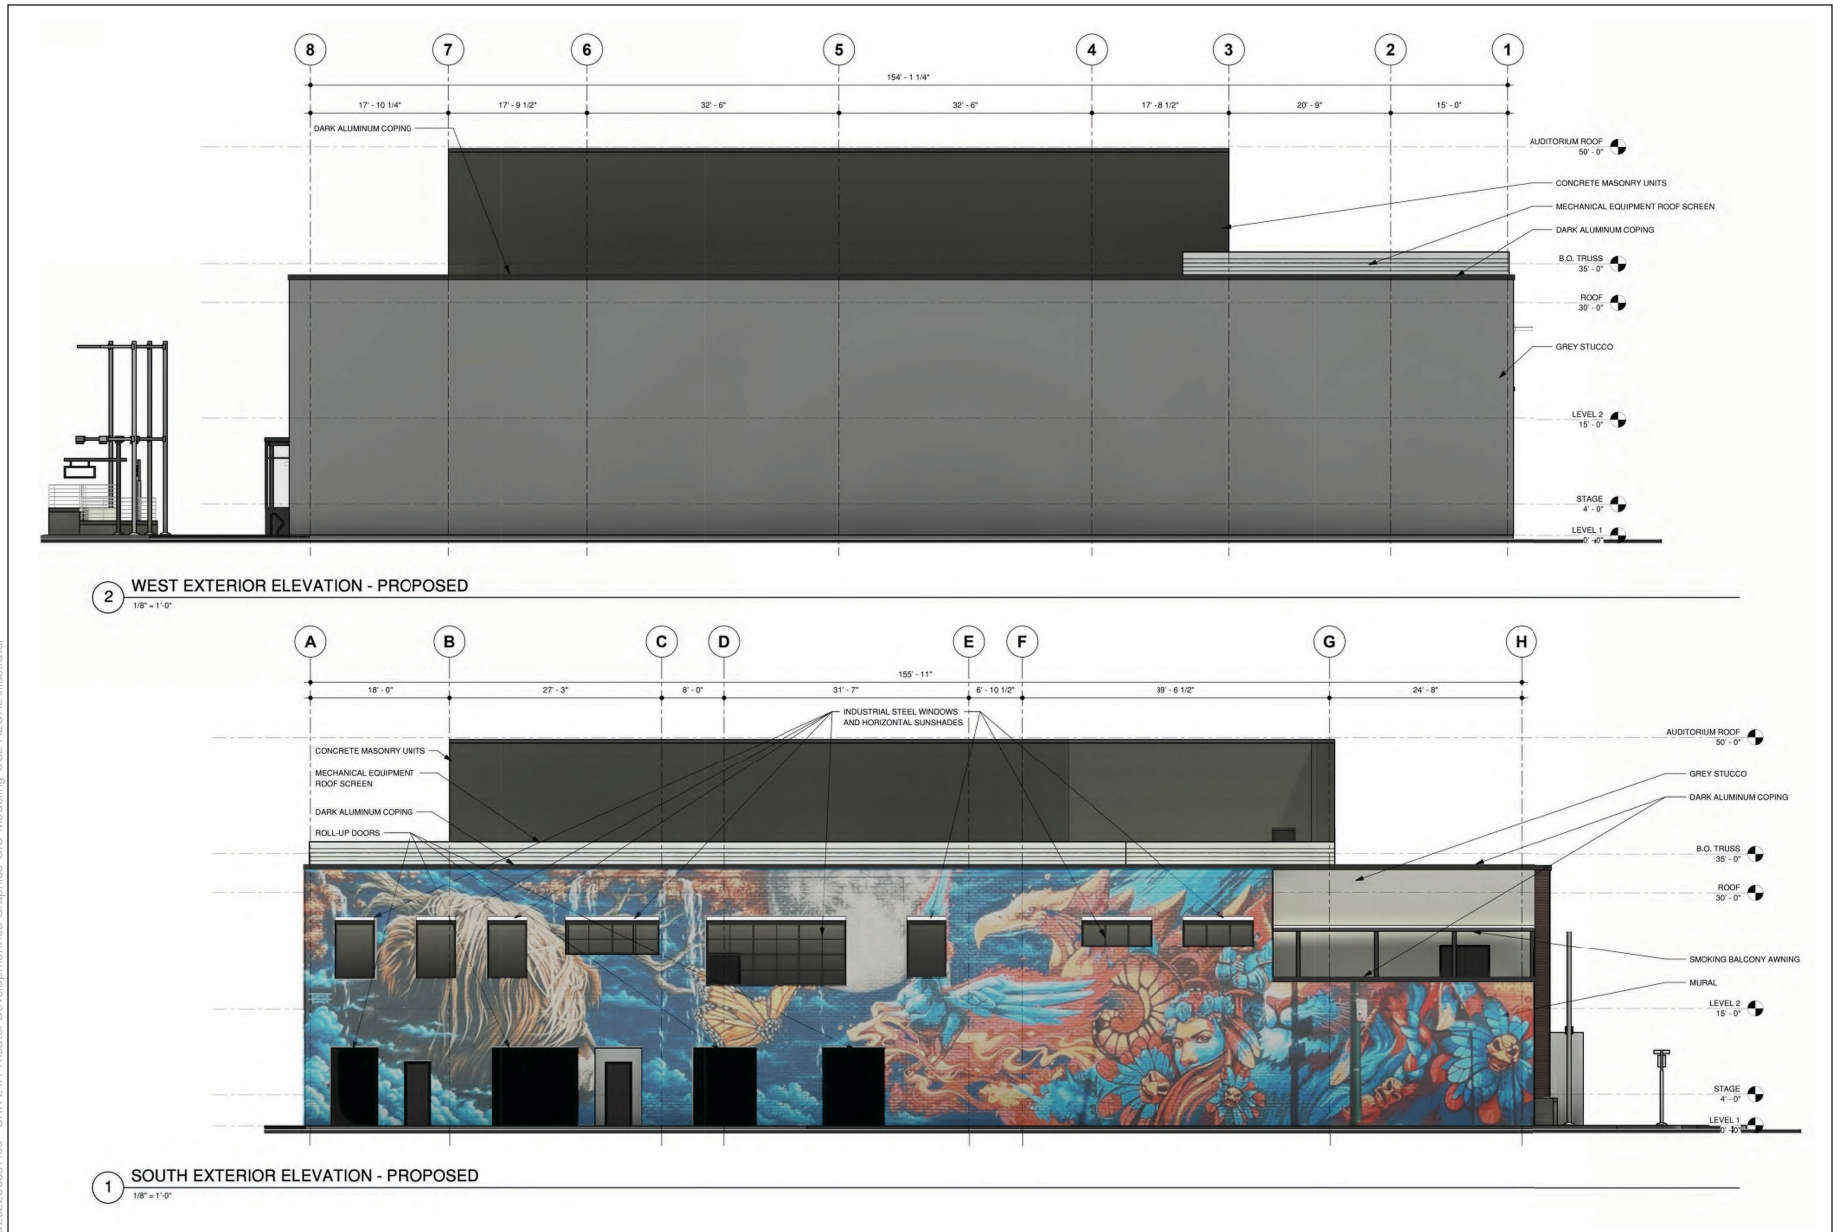 8 7 6 5 4 3 2 1
154' - 1 1/4"
17' - 10 1/4" 17' - 9 1/2" 32' - 6" 32' - 6" 17' -8 1/2" 20' - 9" 15' - 0"
DARK ALUMINUM COPING
AUDITORIUM ROOF
50' - 0"
CONCRETE MASONRY UNITS
MECHANICAL EQUIPMENT ROOF SCREEN
DARK ALUMINUM COPING
B.O. TRUSS
35' - 0"
ROOF
30' - 0"
GREY STUCCO
LEVEL 2
15' - 0"
STAGE
4' - 0"
LEVEL 1
0' - 0"
2 WEST EXTERIOR ELEVATION - PROPOSED
1/8" = 1'-0"
A B C D E F G H
155' - 11"
18' - 0" 27' - 3" 8' - 0" 31' - 7" 6' - 10 1/2" 39' - 6 1/2" 24' - 8"
INDUSTRIAL STEEL WINDOWS
AND HORIZONTAL SUNSHADES
CONCRETE MASONRY UNITS
MECHANICAL EQUIPMENT
ROOF SCREEN
DARK ALUMINUM COPING
ROLL-UP DOORS
AUDITORIUM ROOF
50' - 0"
GREY STUCCO
DARK ALUMINUM COPING
B.O. TRUSS
35' - 0"
ROOF
30' - 0"
SMOKING BALCONY AWNING
MURAL
LEVEL 2
15' - 0"
STAGE
4' - 0"
LEVEL 1
0' - 0"
1 SOUTH EXTERIOR ELEVATION - PROPOSED
1/8" = 1'-0"